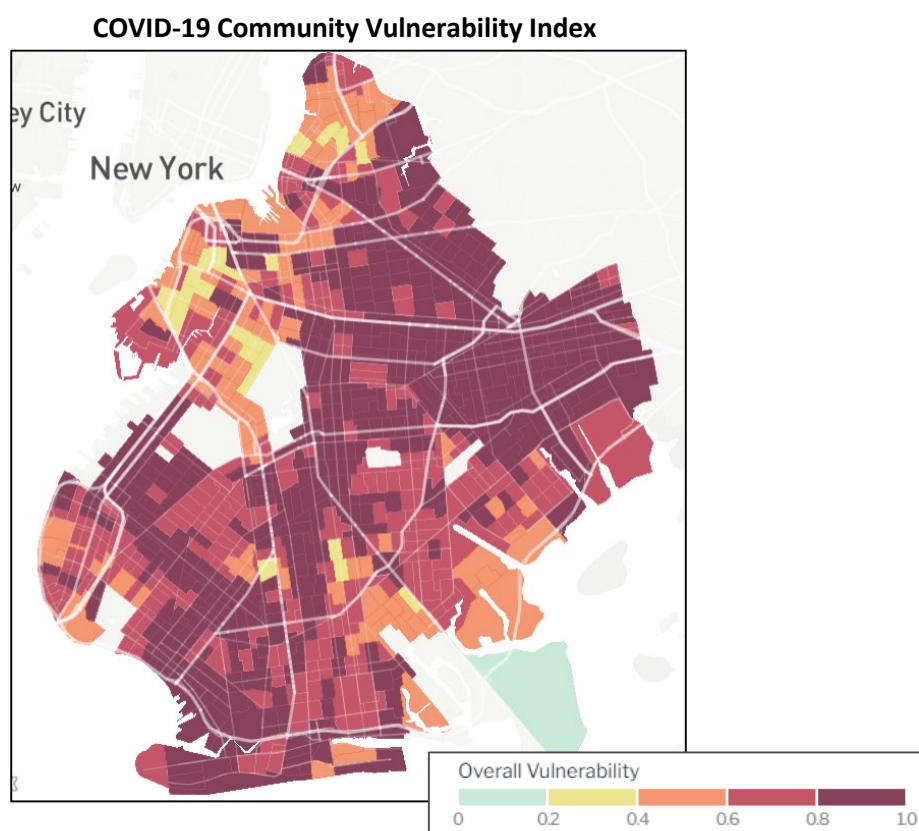 COVID-19 Community Vulnerability Index
ey City
New York
w
Overall Vulnerability
0 0.2 0.4 0.6 0.8 1.0